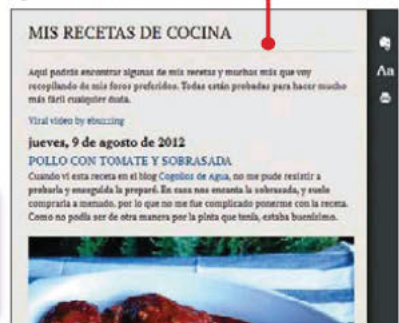 MIS RECETAS DE COCINA
Aquí podréis encontrar algunas de mis recetas y muchas más que voy
recopilando de mis foros preferidos. Todas están probadas para hacer mucho
más fácil cualquier duda.
Viral video by ebuzzing
jueves, 9 de agosto de 2012
POLLO CON TOMATE Y SOBRASADA
Cuando vi esta receta en el blog Cogollos de Agua, no me pude resistir a
probarla y enseguida la preparé. En casa nos encanta la sobrasada, y suelo
comprarla a menudo, por lo que no me fue complicado ponerme con la receta.
Como no podía ser de otra manera por la pinta que tenía, estaba buenísimo.
Aa